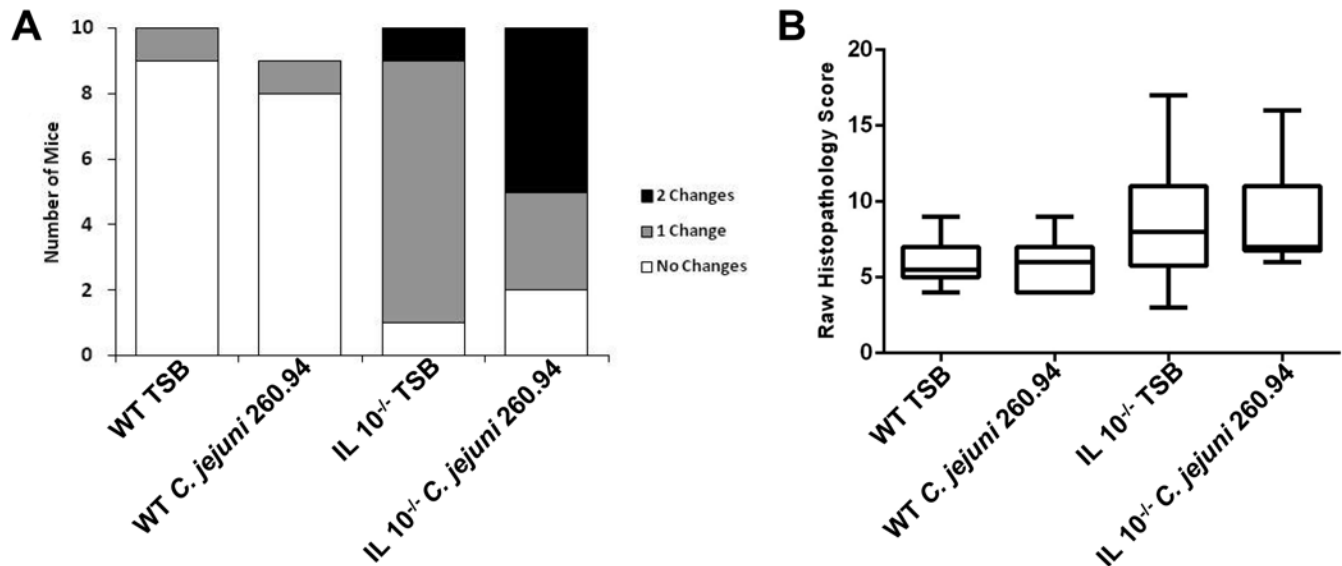 A
Number of Mice
10
8
6
4
2
0
WT TSB
WT C. jejuni 260.94
IL 10-/- TSB
IL 10-/- C. jejuni 260.94
2 Changes
1 Change
No Changes
B
Raw Histopathology Score
20
15
10
5
0
WT TSB
WT C. jejuni 260.94
IL 10-/- TSB
IL 10-/- C. jejuni 260.94